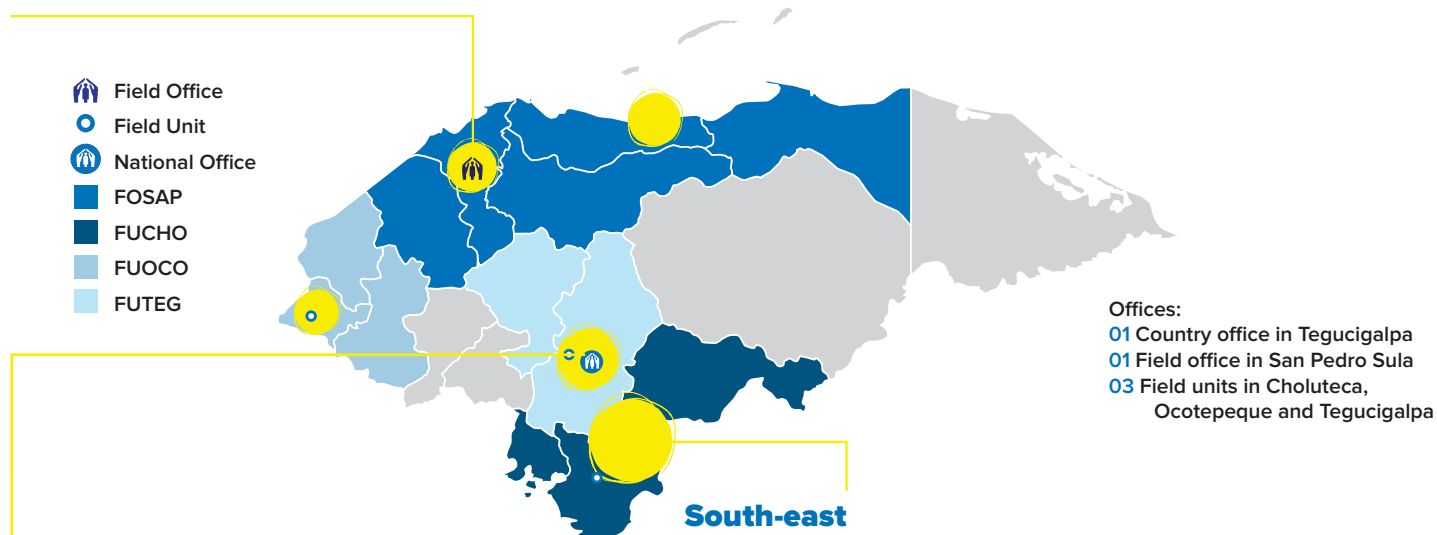 Field Office
Field Unit
National Office
FOSAP
FUCHO
FUOCO
FUTEG
Offices:
01 Country office in Tegucigalpa
01 Field office in San Pedro Sula
03 Field units in Choluteca,
Ocotepeque and Tegucigalpa
South-east